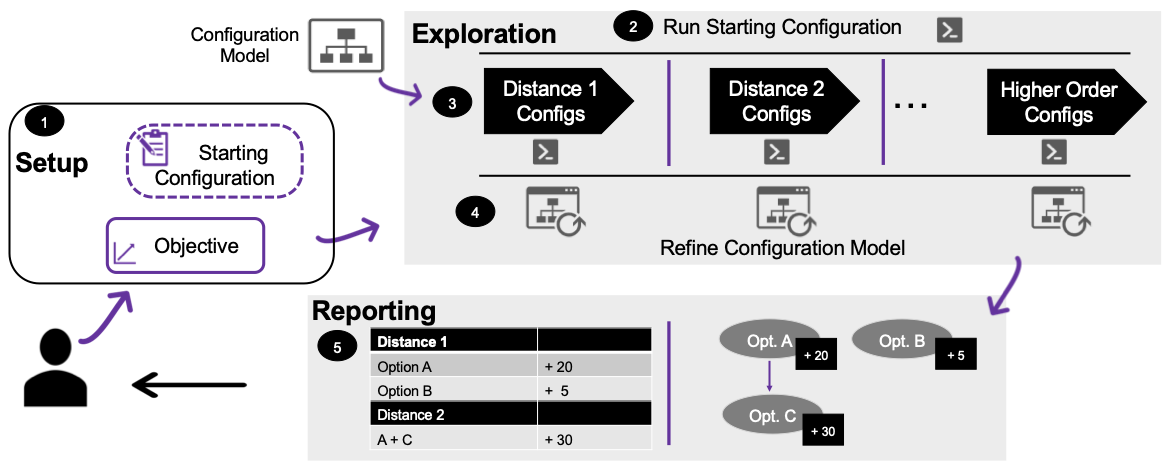 Configuration
Model
Exploration
2 Run Starting Configuration
3
Distance 1
Configs
Distance 2
Configs
...
Higher Order
Configs
1
Setup
Starting
Configuration
Objective
4
Refine Configuration Model
Reporting
5
Distance 1
Option A + 20
Option B + 5
Distance 2
A + C + 30
Opt. A
+ 20
Opt. B
+ 5
Opt. C
+ 30